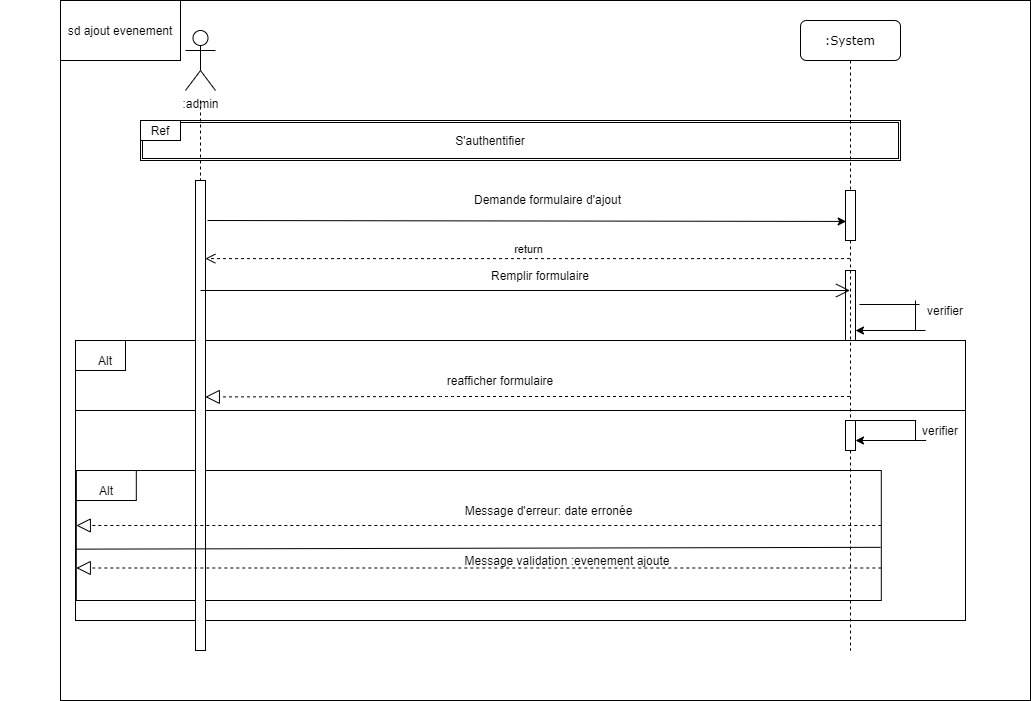 sd ajout evenement
:System
:admin
Ref
S'authentifier
Demande formulaire d'ajout
return
Remplir formulaire
verifier
Alt
reafficher formulaire
verifier
Alt
Message d'erreur: date erronée
Message validation :evenement ajoute